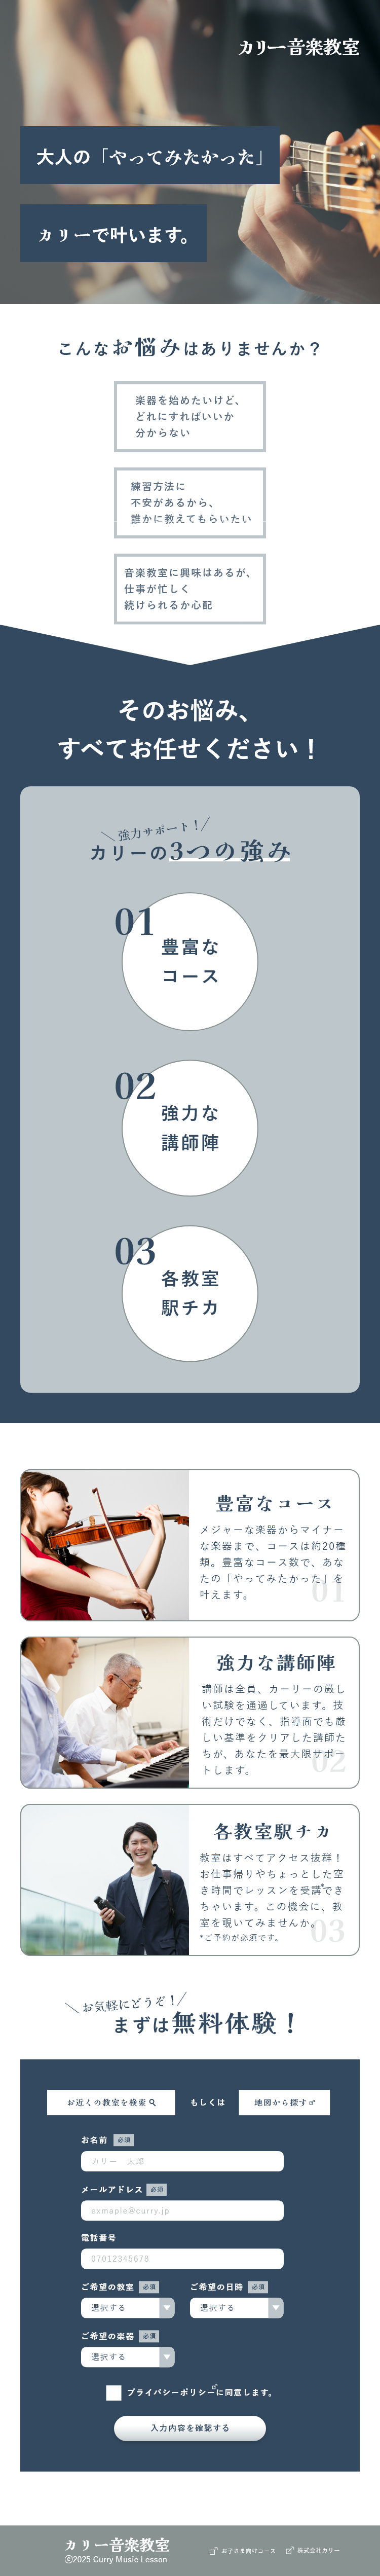 カリー音楽教室
大人の「やってみたかった」
カリーで叶います。
こんなお悩みはありませんか？
楽器を始めたいけど、
どれにすればいいか
分からない
練習方法に
不安があるから、
誰かに教えてもらいたい
音楽教室に興味はあるが、
仕事が忙しく
続けられるか心配
そのお悩み、
すべてお任せください！
＼強力サポート！／
カリーの3つの強み
01
豊富な
コース
02
強力な
講師陣
03
各教室
駅チカ
豊富なコース
メジャーな楽器からマイナー
な楽器まで、コースは約20種
類。豊富なコース数で、あな
たの「やってみたかった」を
叶えます。
01
強力な講師陣
講師は全員、カーリーの厳し
い試験を通過しています。技
術だけでなく、指導面でも厳
しい基準をクリアした講師た
ちが、あなたを最大限サポー
トします。
02
各教室駅チカ
教室はすべてアクセス抜群！
お仕事帰りやちょっとした空
き時間でレッスンを受講*でき
ちゃいます。この機会に、教
室を覗いてみませんか。
*ご予約が必須です。
03
＼お気軽にどうぞ！／
まずは無料体験！
お近くの教室を検索 もしくは 地図から探す
お名前 必須
カリー　太郎
メールアドレス 必須
exmaple@curry.jp
電話番号
07012345678
ご希望の教室 必須 ご希望の日時 必須
選択する 選択する
ご希望の楽器 必須
選択する
プライバシーポリシーに同意します。
入力内容を確認する
カリー音楽教室
©2025 Curry Music Lesson
お子さま向けコース 株式会社カリー